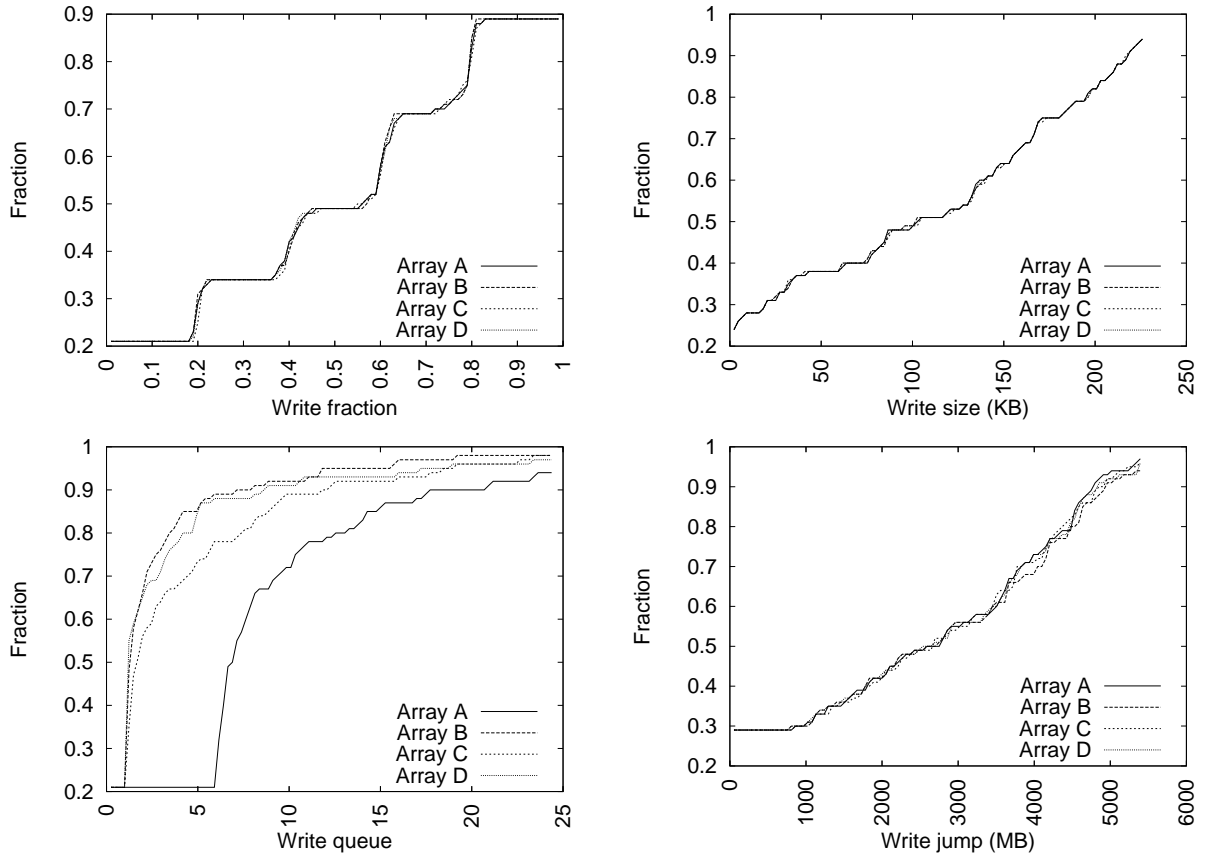 0.9
0.8
0.7
0.6
0.5
0.4
0.3
0.2
Fraction
0
0.1
0.2
0.3
0.4
0.5
0.6
0.7
0.8
0.9
1
Write fraction
Array A
Array B
Array C
Array D
1
0.9
0.8
0.7
0.6
0.5
0.4
0.3
0.2
Fraction
0
50
100
150
200
250
Write size (KB)
Array A
Array B
Array C
Array D
1
0.9
0.8
0.7
0.6
0.5
0.4
0.3
0.2
Fraction
0
5
10
15
20
25
Write queue
Array A
Array B
Array C
Array D
1
0.9
0.8
0.7
0.6
0.5
0.4
0.3
0.2
Fraction
0
1000
2000
3000
4000
5000
6000
Write jump (MB)
Array A
Array B
Array C
Array D